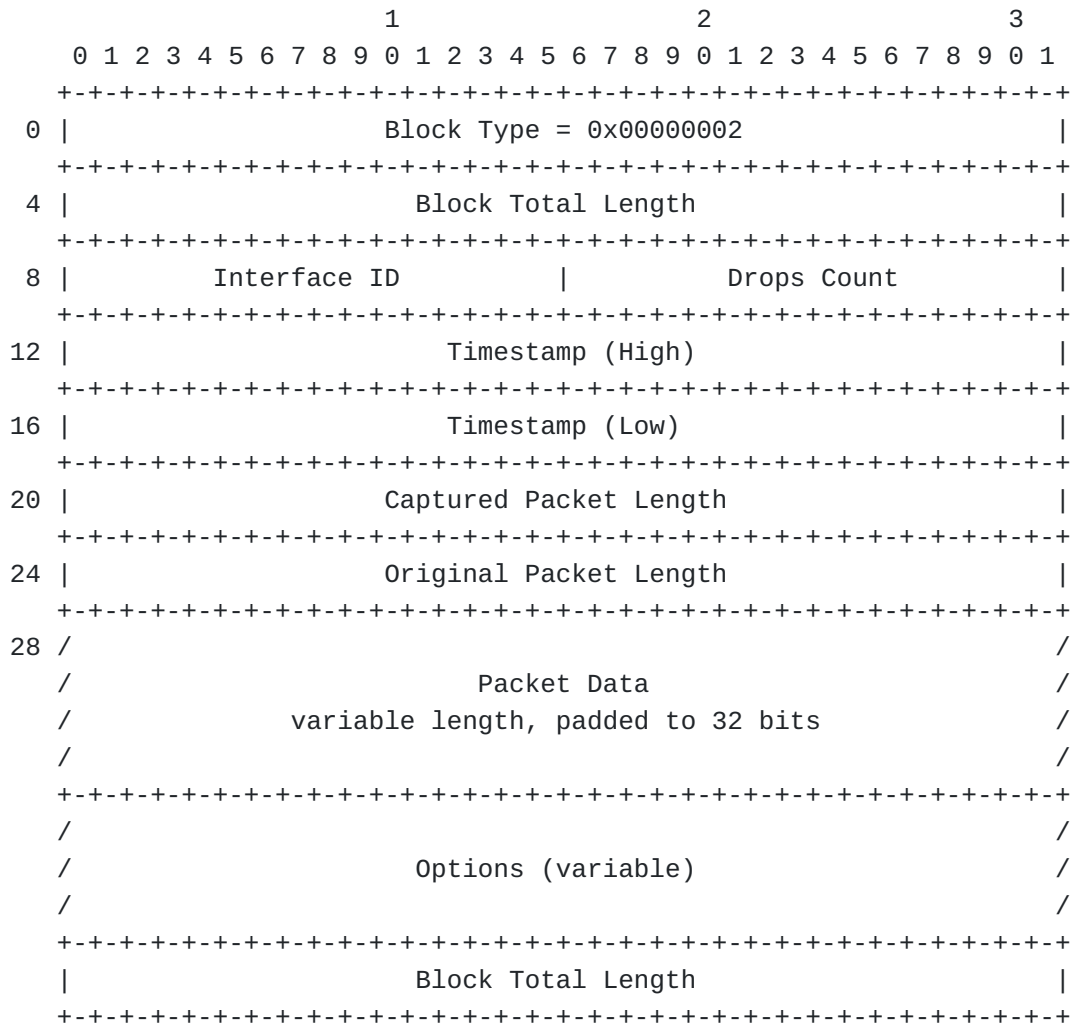 1                   2                   3
    0 1 2 3 4 5 6 7 8 9 0 1 2 3 4 5 6 7 8 9 0 1 2 3 4 5 6 7 8 9 0 1
   +-+-+-+-+-+-+-+-+-+-+-+-+-+-+-+-+-+-+-+-+-+-+-+-+-+-+-+-+-+-+-+-+
 0 |                    Block Type = 0x00000002                    |
   +-+-+-+-+-+-+-+-+-+-+-+-+-+-+-+-+-+-+-+-+-+-+-+-+-+-+-+-+-+-+-+-+
 4 |                      Block Total Length                       |
   +-+-+-+-+-+-+-+-+-+-+-+-+-+-+-+-+-+-+-+-+-+-+-+-+-+-+-+-+-+-+-+-+
 8 |         Interface ID          |          Drops Count          |
   +-+-+-+-+-+-+-+-+-+-+-+-+-+-+-+-+-+-+-+-+-+-+-+-+-+-+-+-+-+-+-+-+
12 |                        Timestamp (High)                       |
   +-+-+-+-+-+-+-+-+-+-+-+-+-+-+-+-+-+-+-+-+-+-+-+-+-+-+-+-+-+-+-+-+
16 |                        Timestamp (Low)                        |
   +-+-+-+-+-+-+-+-+-+-+-+-+-+-+-+-+-+-+-+-+-+-+-+-+-+-+-+-+-+-+-+-+
20 |                    Captured Packet Length                     |
   +-+-+-+-+-+-+-+-+-+-+-+-+-+-+-+-+-+-+-+-+-+-+-+-+-+-+-+-+-+-+-+-+
24 |                    Original Packet Length                     |
   +-+-+-+-+-+-+-+-+-+-+-+-+-+-+-+-+-+-+-+-+-+-+-+-+-+-+-+-+-+-+-+-+
28 /                                                               /
   /                          Packet Data                          /
   /              variable length, padded to 32 bits               /
   /                                                               /
   +-+-+-+-+-+-+-+-+-+-+-+-+-+-+-+-+-+-+-+-+-+-+-+-+-+-+-+-+-+-+-+-+
   /                                                               /
   /                      Options (variable)                       /
   /                                                               /
   +-+-+-+-+-+-+-+-+-+-+-+-+-+-+-+-+-+-+-+-+-+-+-+-+-+-+-+-+-+-+-+-+
   |                      Block Total Length                       |
   +-+-+-+-+-+-+-+-+-+-+-+-+-+-+-+-+-+-+-+-+-+-+-+-+-+-+-+-+-+-+-+-+